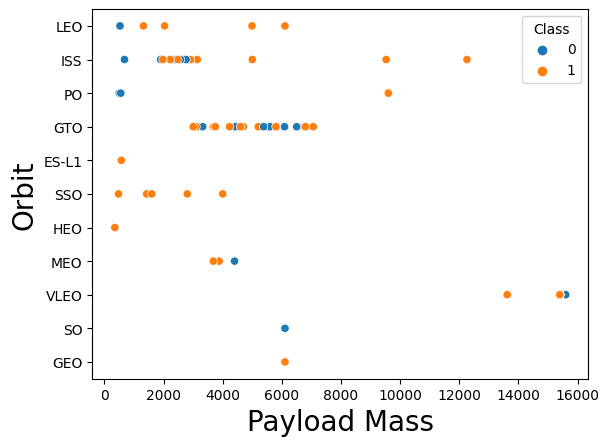 Class
0
1
LEO
ISS
PO
GTO
ES-L1
SSO
HEO
MEO
VLEO
SO
GEO
Orbit
0 2000 4000 6000 8000 10000 12000 14000 16000
Payload Mass